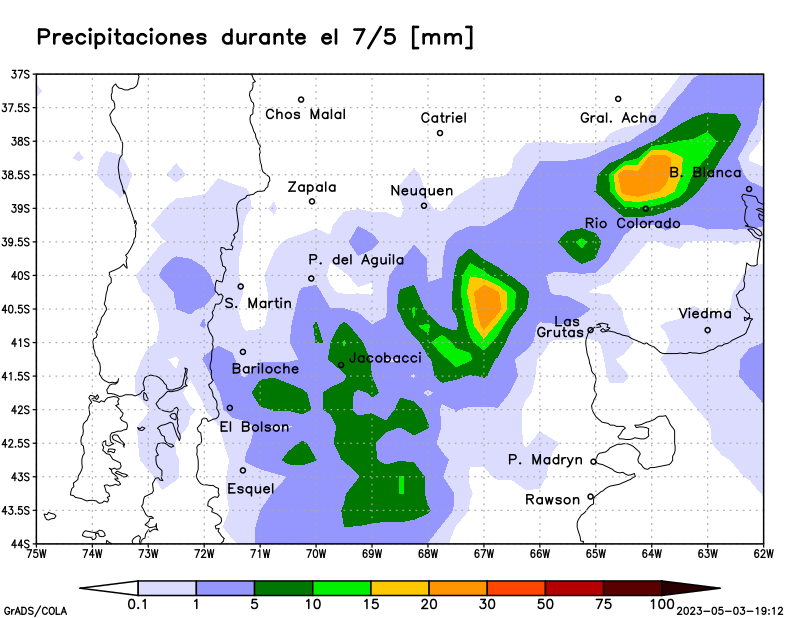 Precipitaciones durante el 7/5 [mm]
37S
37.5S
Chos Malal
Catriel
Gral. Acha
38S
38.5S
B. Blanca
Zapala
Neuquen
39S
Rio Colorado
39.5S
P. del Aguila
40S
S. Martin
40.5S
Viedma
Las
Grutas
41S
Jacobacci
Bariloche
41.5S
42S
El Bolson
42.5S
P. Madryn
43S
Esquel
Rawson
43.5S
44S
75W 74W 73W 72W 71W 70W 69W 68W 67W 66W 65W 64W 63W 62W
0.1 1 5 10 15 20 30 50 75 100
GrADS/COLA
2023-05-03-19:12